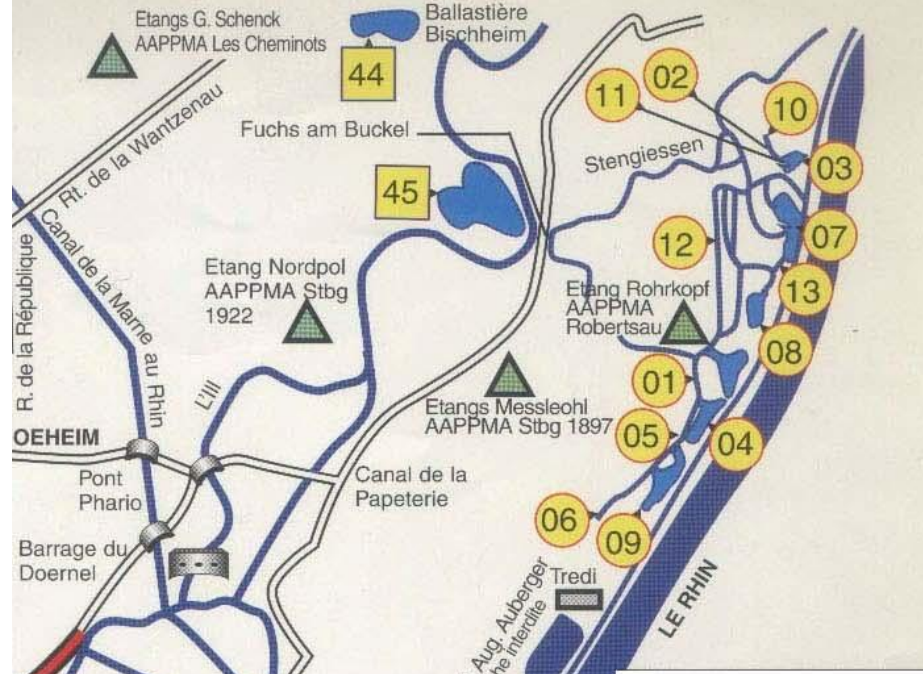 Etangs G. Schenck
AAPPMA Les Cheminots
Ballastière
Bischheim
44
02
11
10
Rt. de la Wantzenau
Fuchs am Buckel
Stengiessen
03
45
Canal de la Marne au Rhin
R. de la République
12
07
Etang Nordpol
AAPPMA Stbg
1922
Etang Rohrkopf
AAPPMA
Robertsau
13
08
L'Ill
01
Etangs Messleohl
AAPPMA Stbg 1897
05
04
OEHEIM
Pont
Phario
Canal de la
Papeterie
06
09
Barrage du
Doernel
Tredi
LE RHIN
Aug. Auberger
he interdite